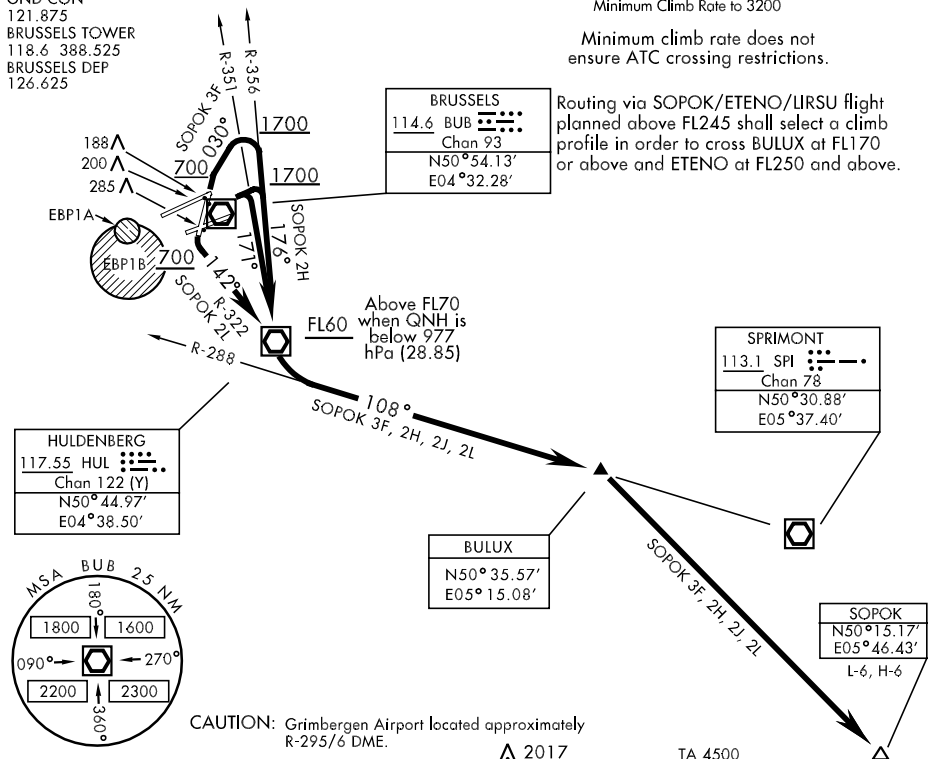 GND CON
121.875
BRUSSELS TOWER
118.6 388.525
BRUSSELS DEP
126.625
Minimum Climb Rate to 3200
Minimum climb rate does not
ensure ATC crossing restrictions.
Routing via SOPOK/ETENO/LIRSU flight
planned above FL245 shall select a climb
profile in order to cross BULUX at FL170
or above and ETENO at FL250 and above.
R-351
R-356
SOPOK 3F
030°
1700
BRUSSELS
114.6 BUB
Chan 93
N50°54.13'
E04°32.28'
188
200
285
700
1700
EBP1A
EBP1B
700
SOPOK 2H
176°
171°
142°
R-322
SOPOK 2L
FL60
Above FL70
when QNH is
below 977
hPa (28.85)
R-288
108°
SOPOK 3F, 2H, 2J, 2L
SPRIMONT
113.1 SPI
Chan 78
N50°30.88'
E05°37.40'
HULDENBERG
117.55 HUL
Chan 122 (Y)
N50°44.97'
E04°38.50'
BULUX
N50°35.57'
E05°15.08'
SOPOK 3F, 2H, 2J, 2L
SOPOK
N50°15.17'
E05°46.43'
L-6, H-6
MSA BUB 25 NM
180°
1800
1600
090°
270°
2200
2300
360°
CAUTION: Grimbergen Airport located approximately
R-295/6 DME.
2017
TA 4500